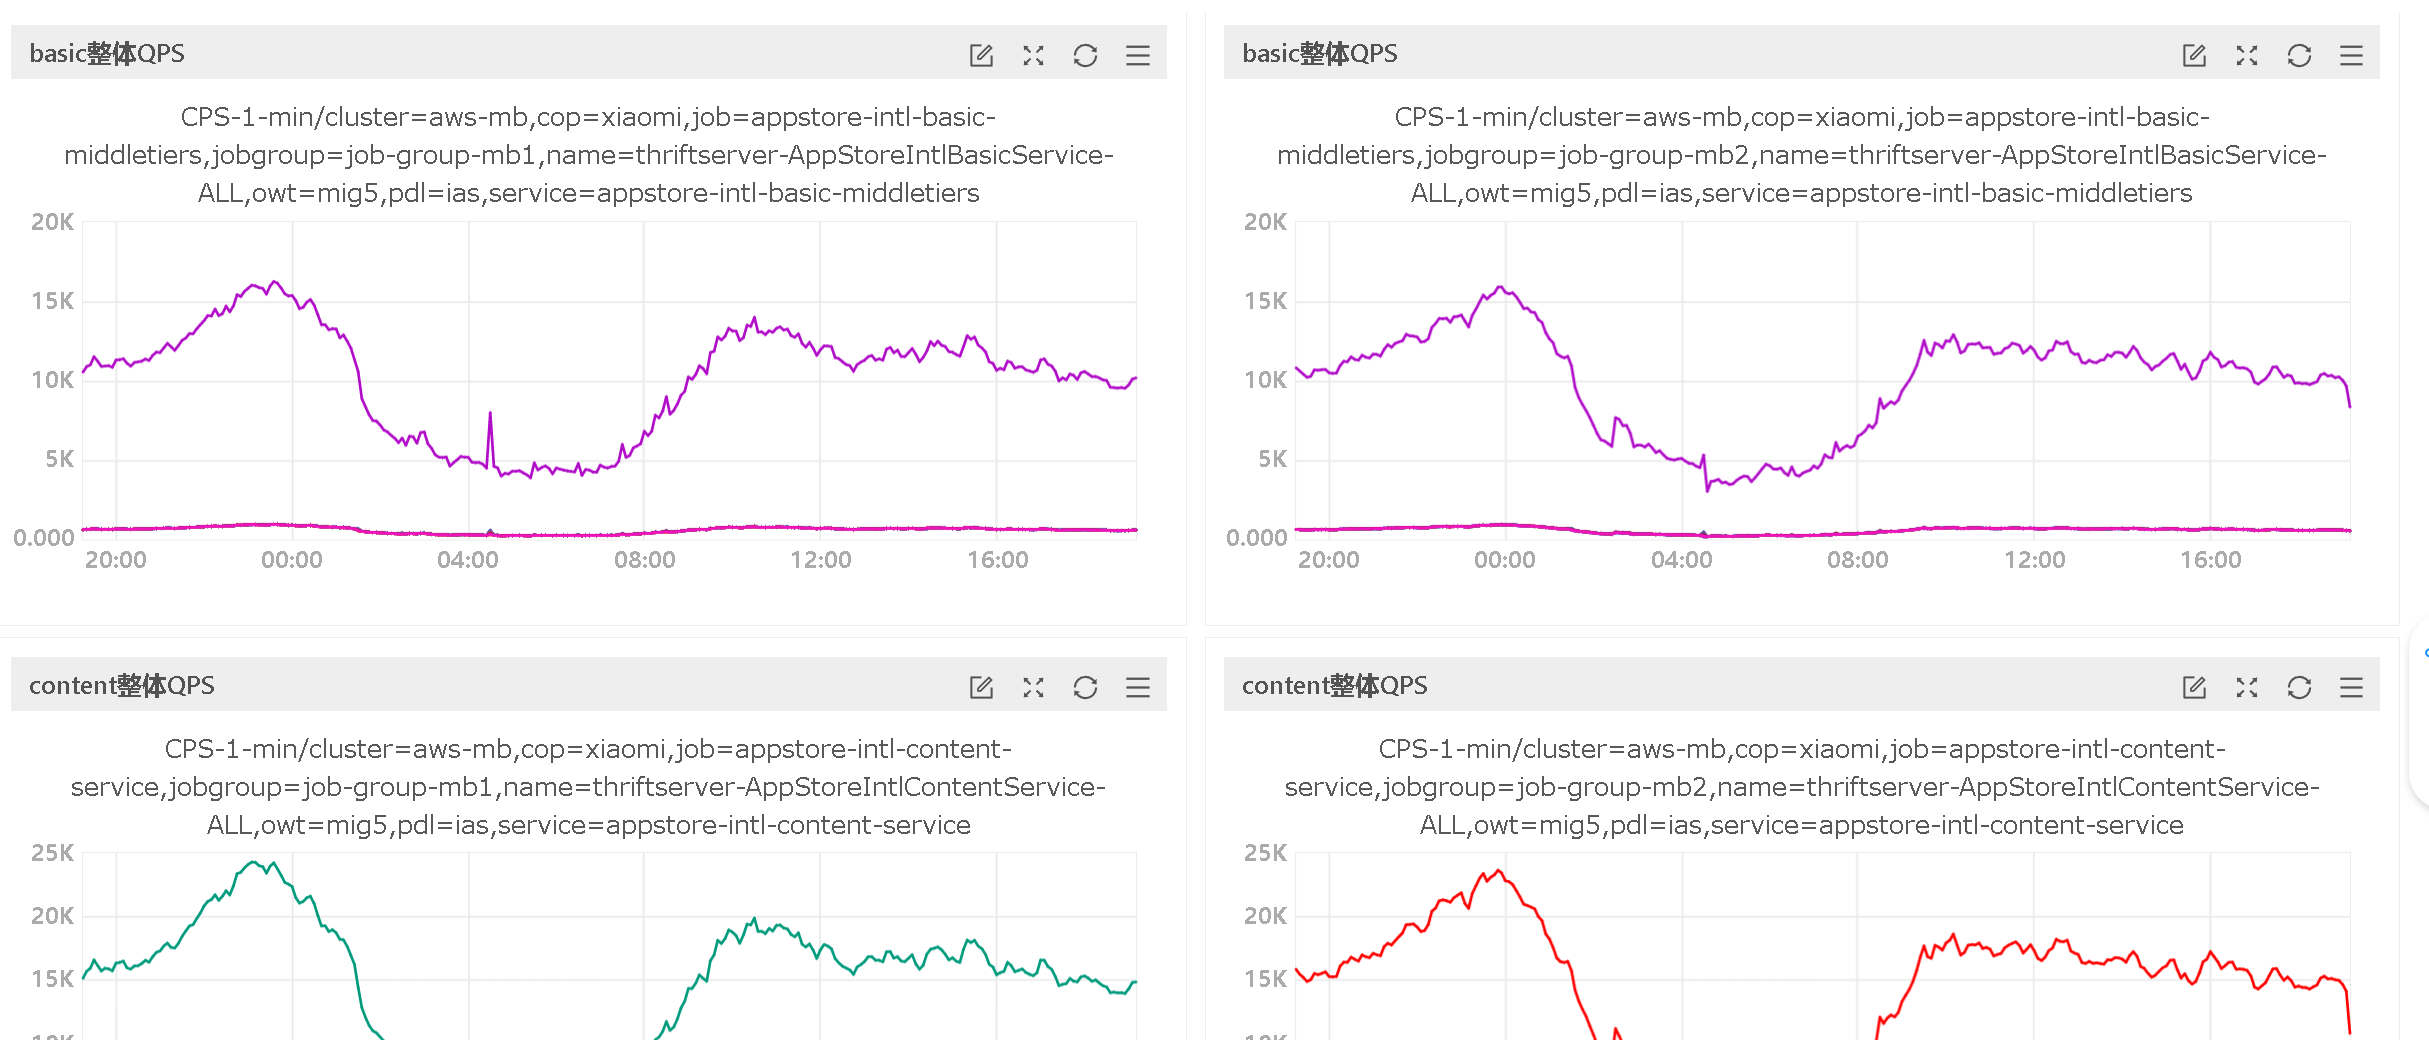 basic整体QPS
CPS-1-min/cluster=aws-mb,cop=xiaomi,job=appstore-intl-basic-
middletiers,jobgroup=job-group-mb1,name=thriftserver-AppStoreIntlBasicService-
ALL,owt=mig5,pdl=ias,service=appstore-intl-basic-middletiers
20K
15K
10K
5K
0.000
20:00 00:00 04:00 08:00 12:00 16:00
basic整体QPS
CPS-1-min/cluster=aws-mb,cop=xiaomi,job=appstore-intl-basic-
middletiers,jobgroup=job-group-mb2,name=thriftserver-AppStoreIntlBasicService-
ALL,owt=mig5,pdl=ias,service=appstore-intl-basic-middletiers
20K
15K
10K
5K
0.000
20:00 00:00 04:00 08:00 12:00 16:00
content整体QPS
CPS-1-min/cluster=aws-mb,cop=xiaomi,job=appstore-intl-content-
service,jobgroup=job-group-mb1,name=thriftserver-AppStoreIntlContentService-
ALL,owt=mig5,pdl=ias,service=appstore-intl-content-service
25K
20K
15K
content整体QPS
CPS-1-min/cluster=aws-mb,cop=xiaomi,job=appstore-intl-content-
service,jobgroup=job-group-mb2,name=thriftserver-AppStoreIntlContentService-
ALL,owt=mig5,pdl=ias,service=appstore-intl-content-service
25K
20K
15K